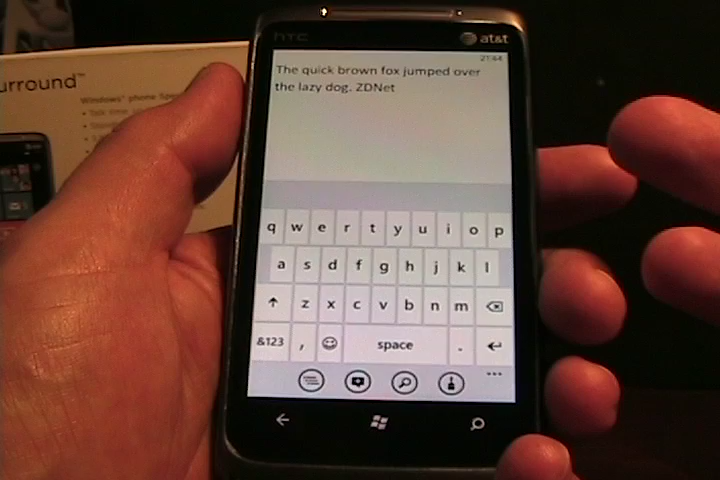 urround™
Windows® phone Spe
hTC
at&t
21:44
The quick brown fox jumped over
the lazy dog. ZDNet
q w e r t y u i o p
a s d f g h j k l
z x c v b n m
&123 , space .